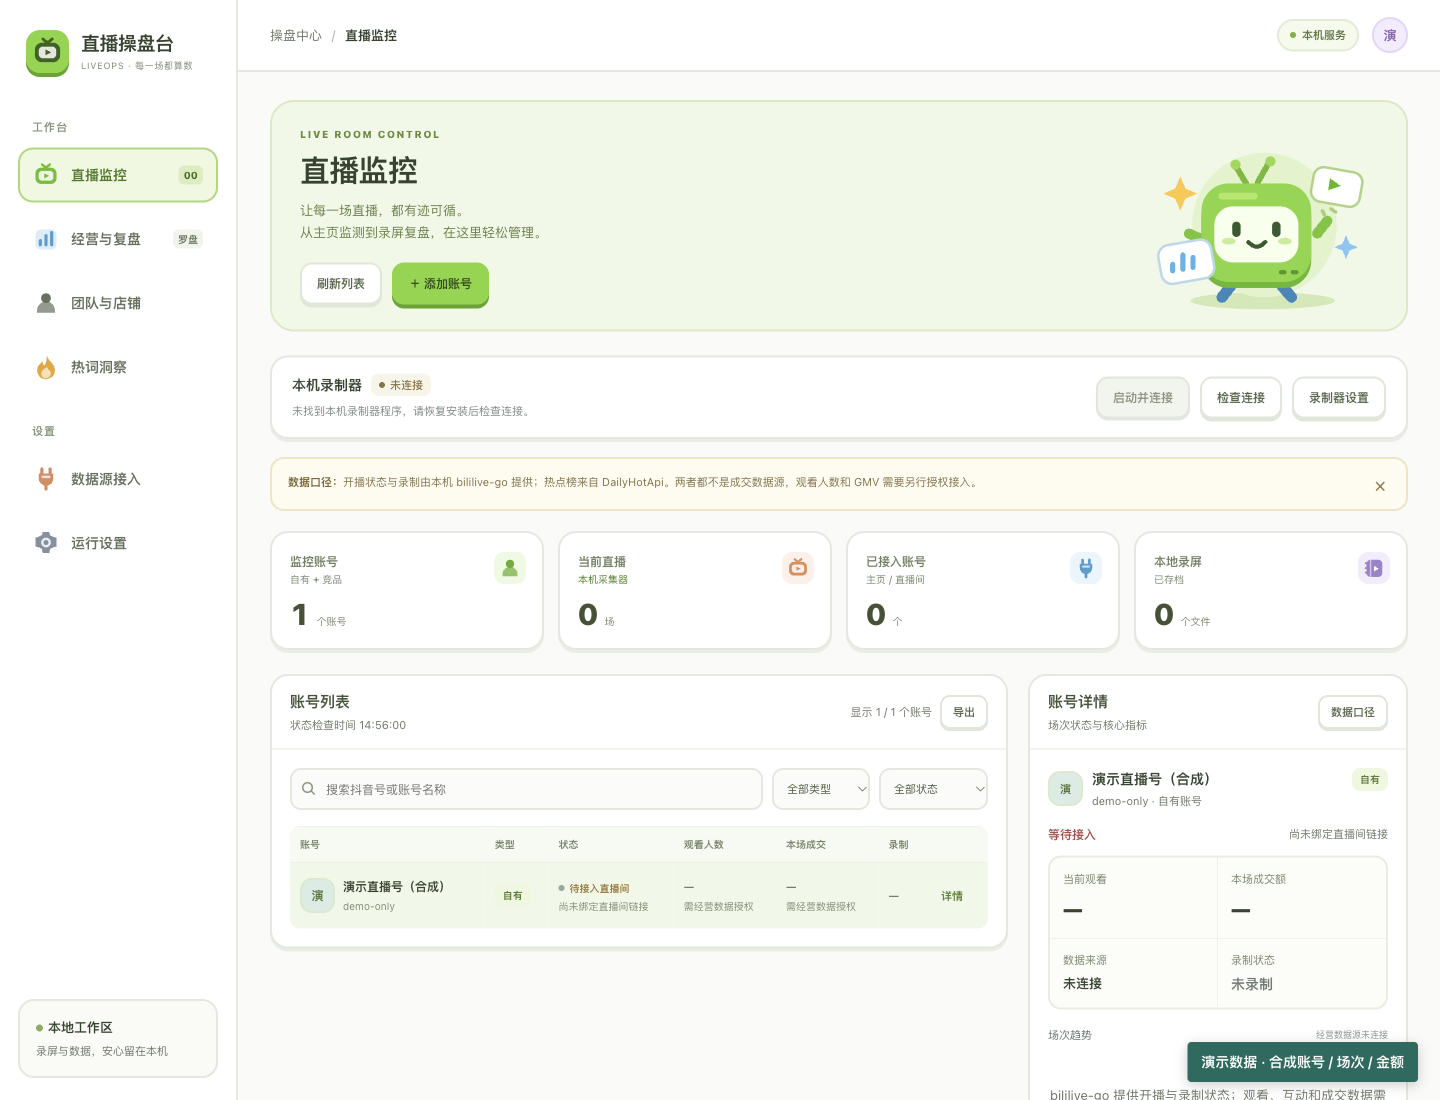 直播操盘台
LIVEOPS · 每一场都算数
工作台
直播监控
00
经营与复盘
罗盘
团队与店铺
热词洞察
设置
数据源接入
运行设置
本地工作区
录屏与数据，安心留在本机
操盘中心 / 直播监控
本机服务
演
LIVE ROOM CONTROL
直播监控
让每一场直播，都有迹可循。
从主页监测到录屏复盘，在这里轻松管理。
刷新列表
+ 添加账号
本机录制器
未连接
未找到本机录制器程序，请恢复安装后检查连接。
启动并连接
检查连接
录制器设置
数据口径：开播状态与录制由本机 bililive-go 提供；热点榜来自 DailyHotApi。两者都不是成交数据源，观看人数和 GMV 需要另行授权接入。
×
监控账号
自有 + 竞品
1 个账号
当前直播
本机采集器
0 场
已接入账号
主页 / 直播间
0 个
本地录屏
已存档
0 个文件
账号列表
状态检查时间 14:56:00
显示 1 / 1 个账号
导出
搜索抖音号或账号名称
全部类型
全部状态
账号 类型 状态 观看人数 本场成交 录制
演
演示直播号（合成）
demo-only
自有
待接入直播间
尚未绑定直播间链接
—
需经营数据授权
—
需经营数据授权
—
详情
账号详情
场次状态与核心指标
数据口径
演
演示直播号（合成）
demo-only · 自有账号
自有
等待接入
尚未绑定直播间链接
当前观看
—
本场成交额
—
数据来源
未连接
录制状态
未录制
场次趋势
经营数据源未连接
演示数据 · 合成账号 / 场次 / 金额
bililive-go 提供开播与录制状态；观看、互动和成交数据需